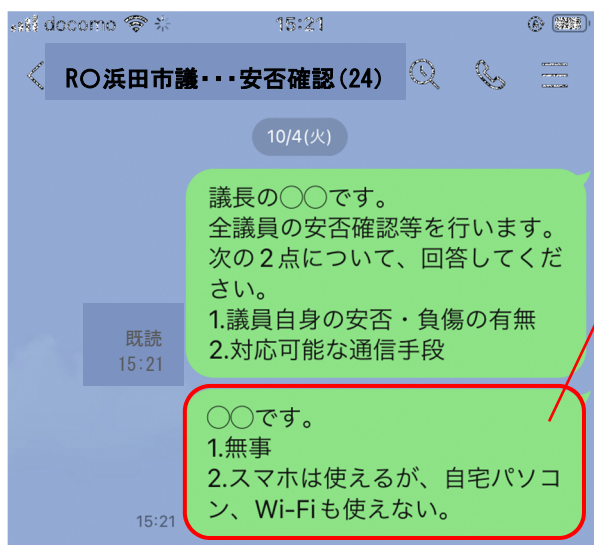 docomo 15:21
R〇浜田市議・・・安否確認(24)
10/4(火)
議長の〇〇です。
全議員の安否確認等を行います。
次の2点について、回答してくだ
さい。
1.議員自身の安否・負傷の有無
2.対応可能な通信手段
既読
15:21
〇〇です。
1.無事
2.スマホは使えるが、自宅パソコ
ン、Wi-Fiも使えない。
15:21